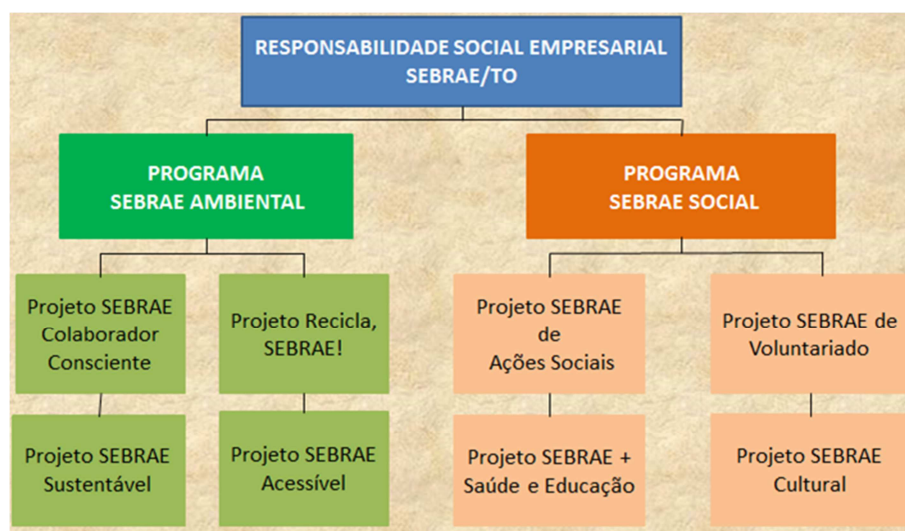 RESPONSABILIDADE SOCIAL EMPRESARIAL
SEBRAE/TO
PROGRAMA
SEBRAE AMBIENTAL
PROGRAMA
SEBRAE SOCIAL
Projeto SEBRAE
Colaborador
Consciente
Projeto Recicla,
SEBRAE!
Projeto SEBRAE
de
Ações Sociais
Projeto SEBRAE de
Voluntariado
Projeto SEBRAE
Sustentável
Projeto SEBRAE
Acessível
Projeto SEBRAE +
Saúde e Educação
Projeto SEBRAE
Cultural